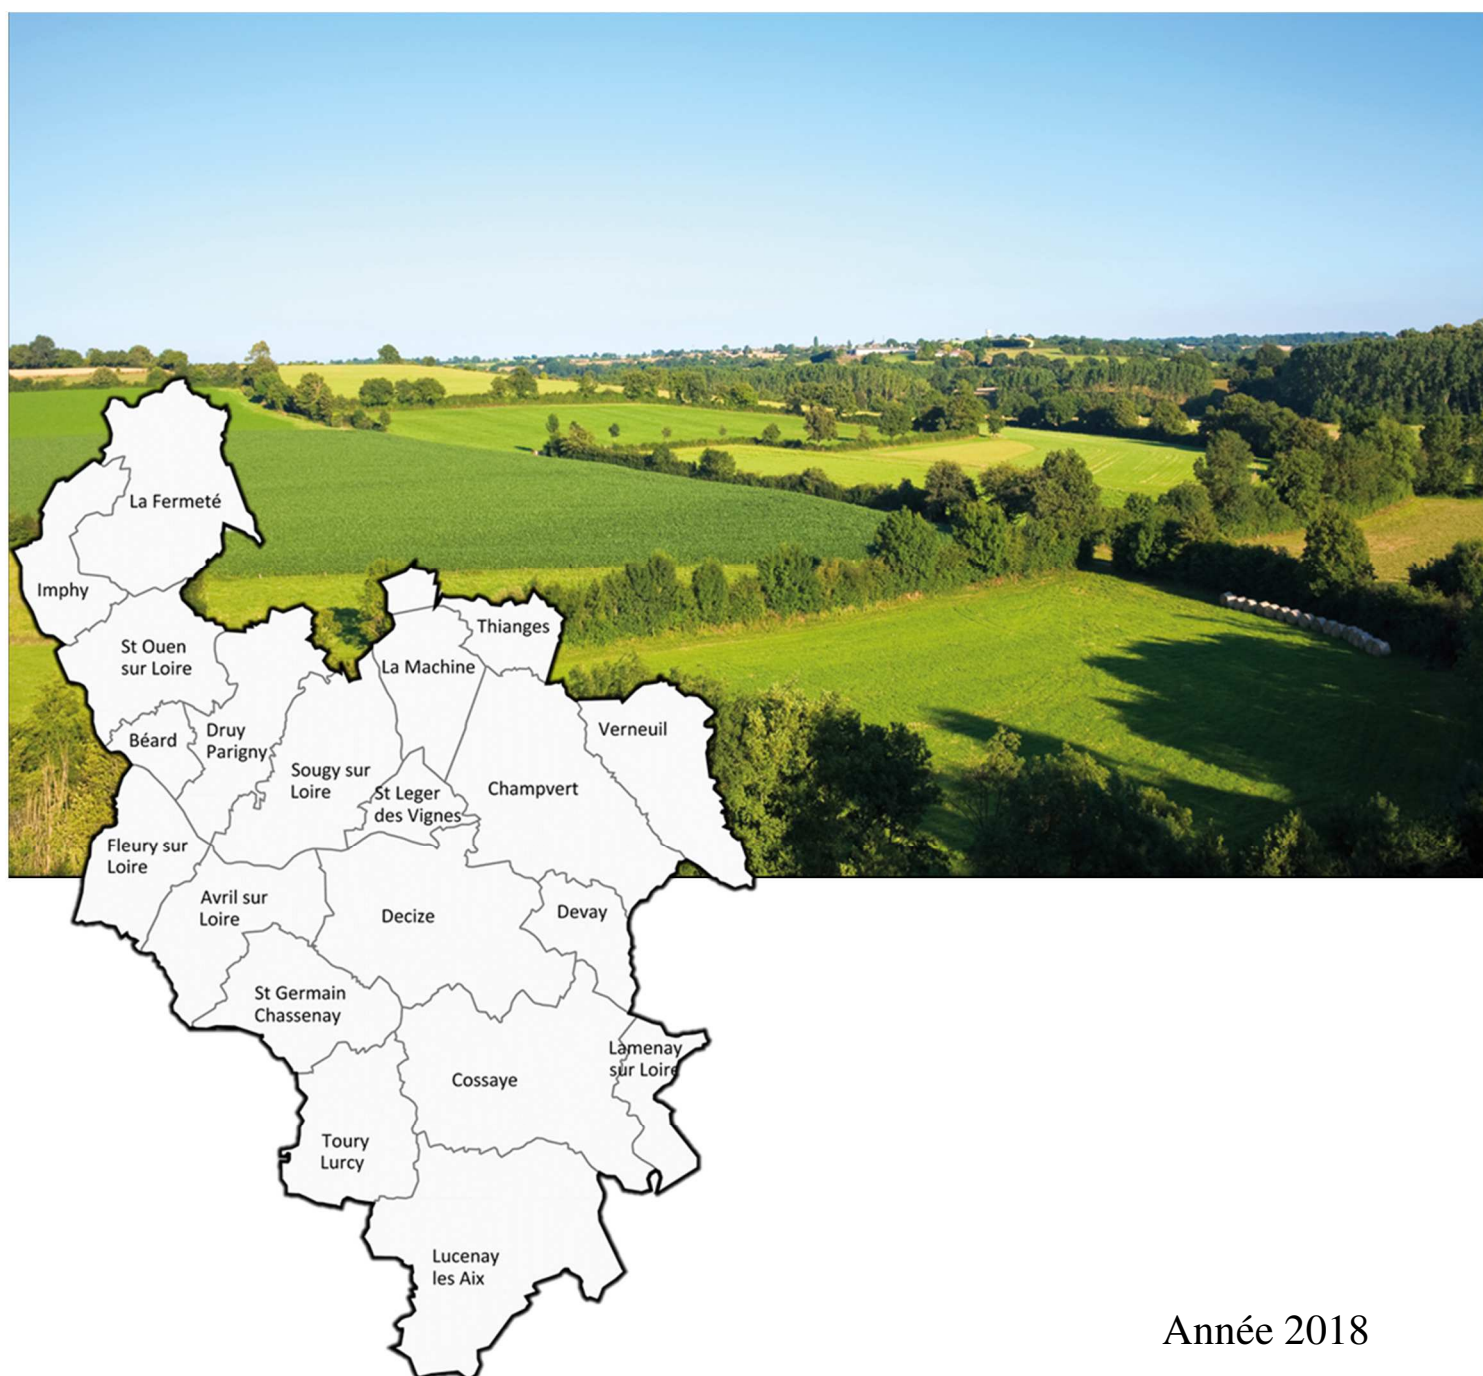 La Fermeté
Imphy
Thianges
St Ouen
sur Loire
La Machine
Druy
Parigny
Béard
Verneuil
Sougy sur
Loire
St Leger
des Vignes
Champvert
Fleury sur
Loire
Avril sur
Loire
Decize
Devay
St Germain
Chassenay
Lamenay
sur Loire
Cossaye
Toury
Lurcy
Lucenay
les Aix
Année 2018